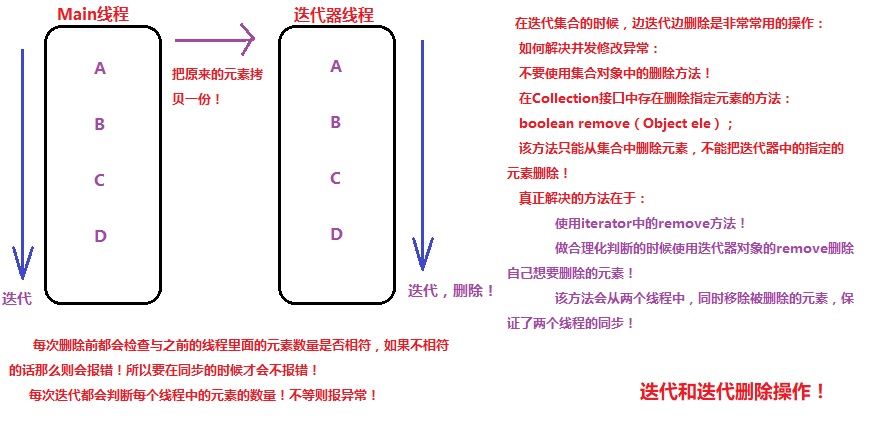 Main线程
迭代器线程
把原来的元素拷
贝一份！
A
B
C
D
A
B
C
D
迭代
迭代，删除！
每次删除前都会检查与之前的线程里面的元素数量是否相符，如果不相符
的话那么则会报错！所以要在同步的时候才会不报错！
每次迭代都会判断每个线程中的元素的数量！不等则报异常！
在迭代集合的时候，边迭代边删除是非常常用的操作：
如何解决并发修改异常：
不要使用集合对象中的删除方法！
在Collection接口中存在删除指定元素的方法：
boolean remove（Object ele）；
该方法只能从集合中删除元素，不能把迭代器中的指定的
元素删除！
真正解决的方法在于：
使用iterator中的remove方法！
做合理化判断的时候使用迭代器对象的remove删除
自己想要删除的元素！
该方法会从两个线程中，同时移除被删除的元素，保
证了两个线程的同步！
迭代和迭代删除操作！